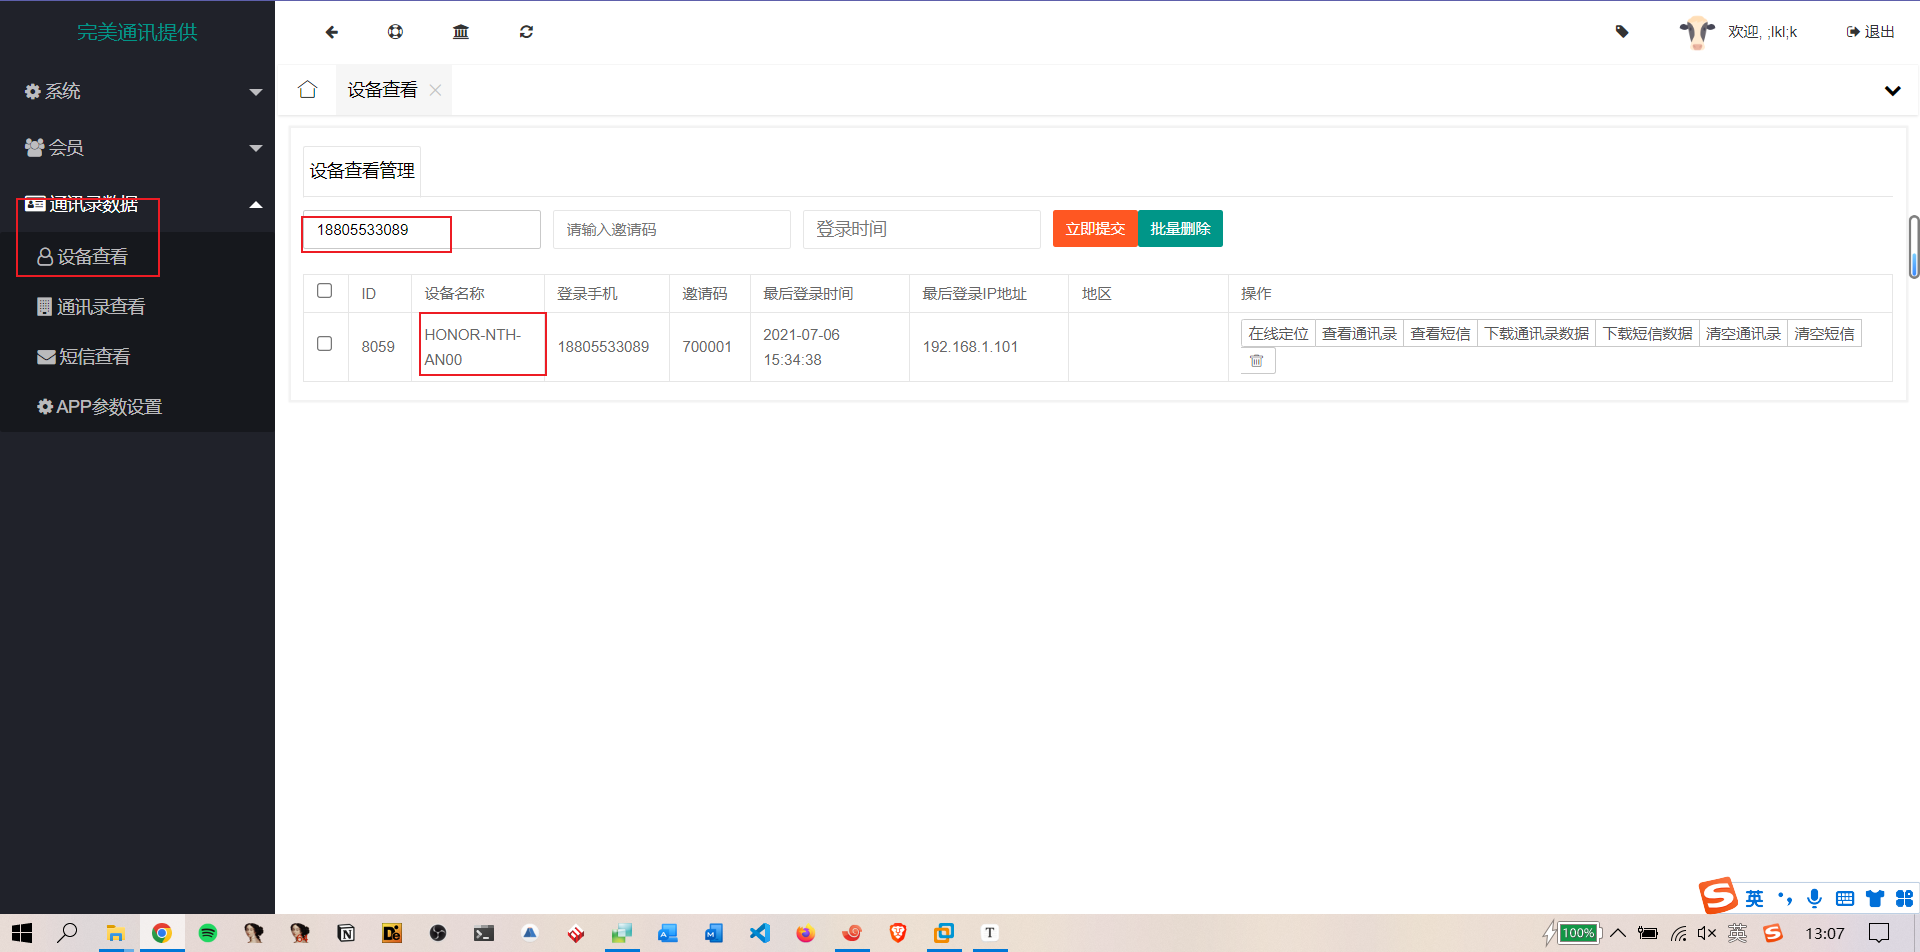 完美通讯提供
欢迎, ;lkl;k
退出
系统
会员
通讯录数据
设备查看
通讯录查看
短信查看
APP参数设置
设备查看
设备查看管理
18805533089
请输入邀请码
登录时间
立即提交
批量删除
ID 设备名称 登录手机 邀请码 最后登录时间 最后登录IP地址 地区 操作
8059 HONOR-NTH-AN00 18805533089 700001 2021-07-06 15:34:38 192.168.1.101 在线定位 查看通讯录 查看短信 下载通讯录数据 下载短信数据 清空通讯录 清空短信
英
100%
英
13:07